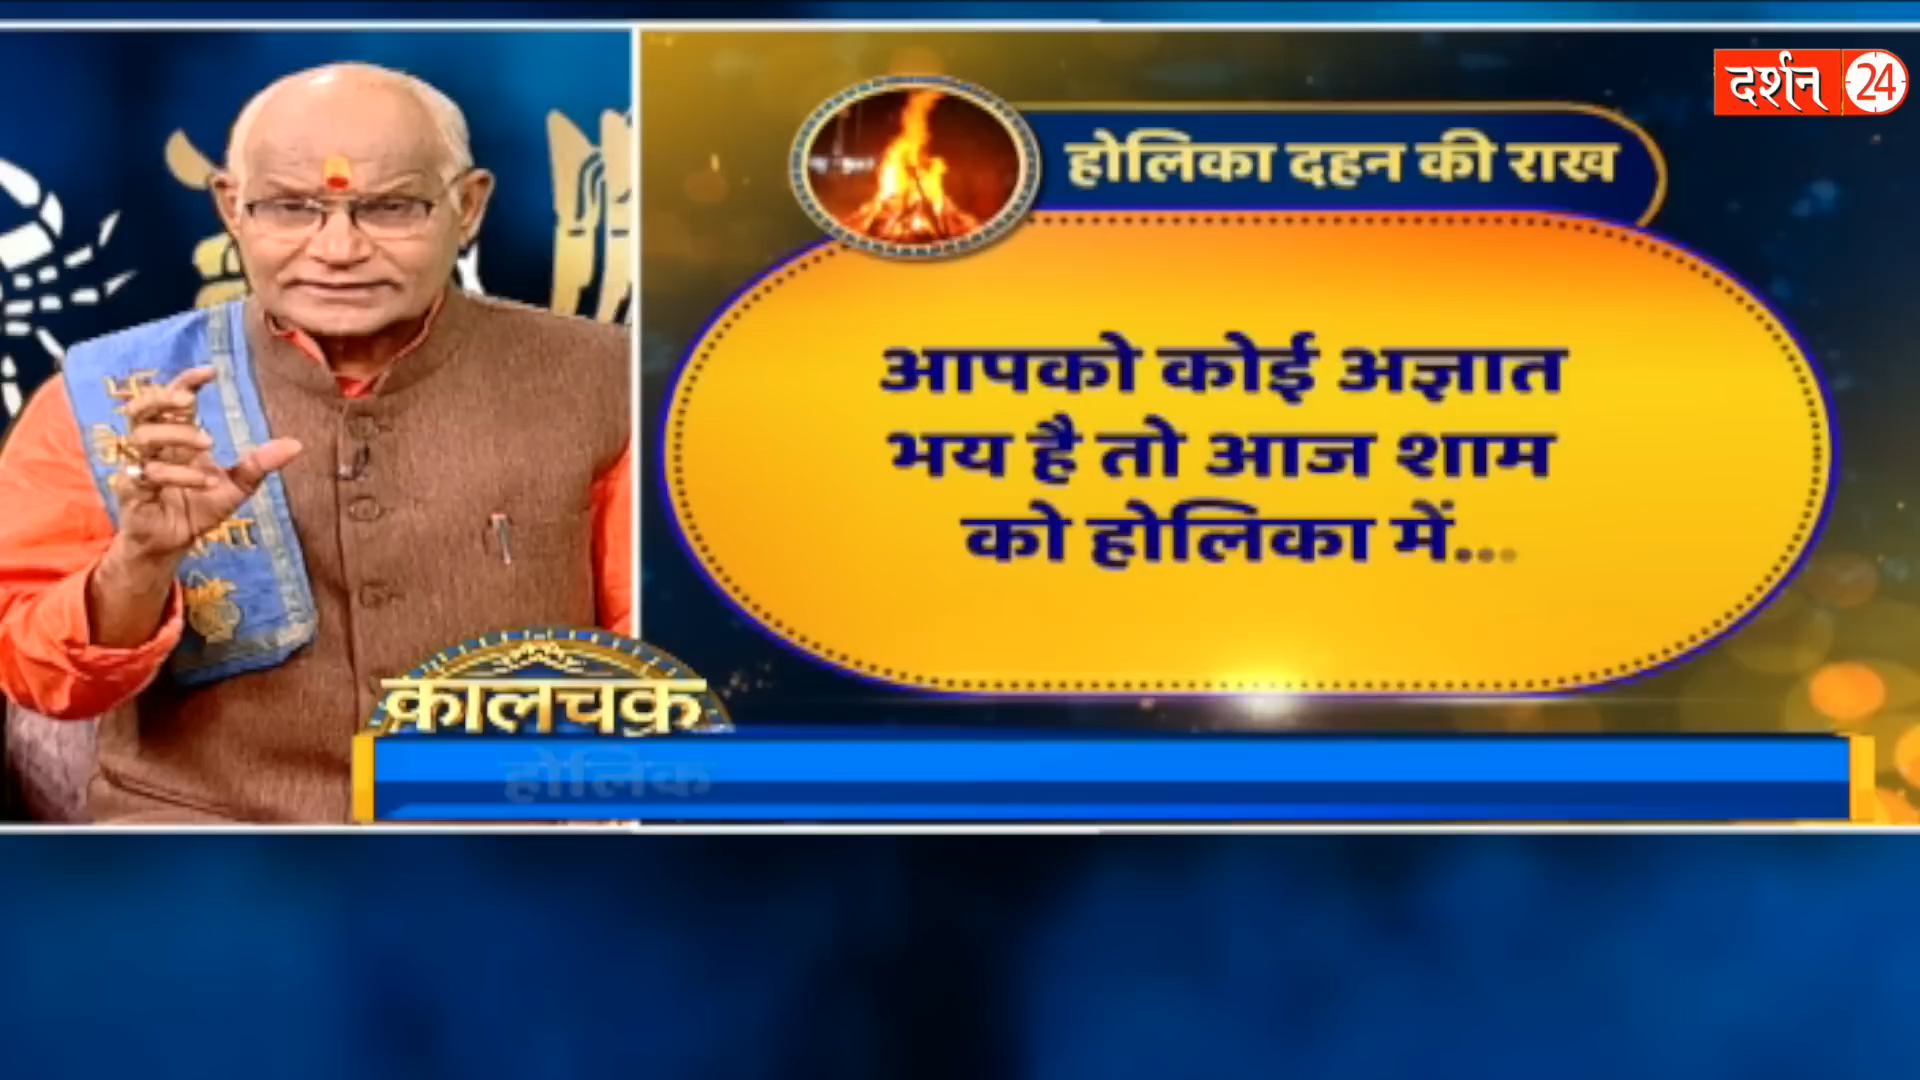 दर्शन 24
होलिका दहन की राख
आपको कोई अज्ञात
भय है तो आज शाम
को होलिका में...
कालचक्र
होलिक